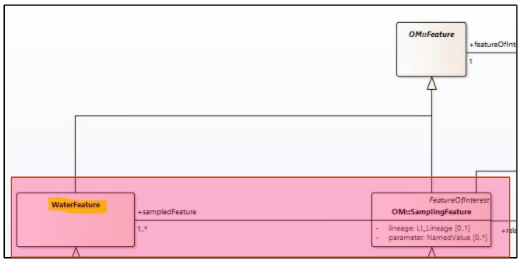 OM::Feature
+featureOfInt
1
WaterFeature
+sampledFeature
1..*
FeatureOfInterest
OM::SamplingFeature
- lineage: LI_Lineage [0..1]
- parameter: NamedValue [0..*]
+rela